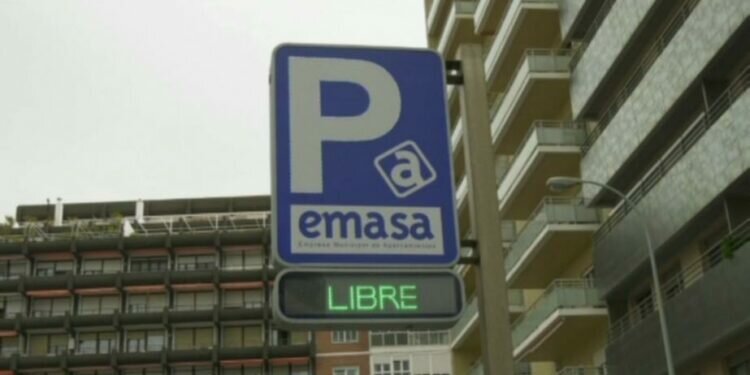 P
a
emasa
Empresa Municipal de Aparcamientos
LIBRE